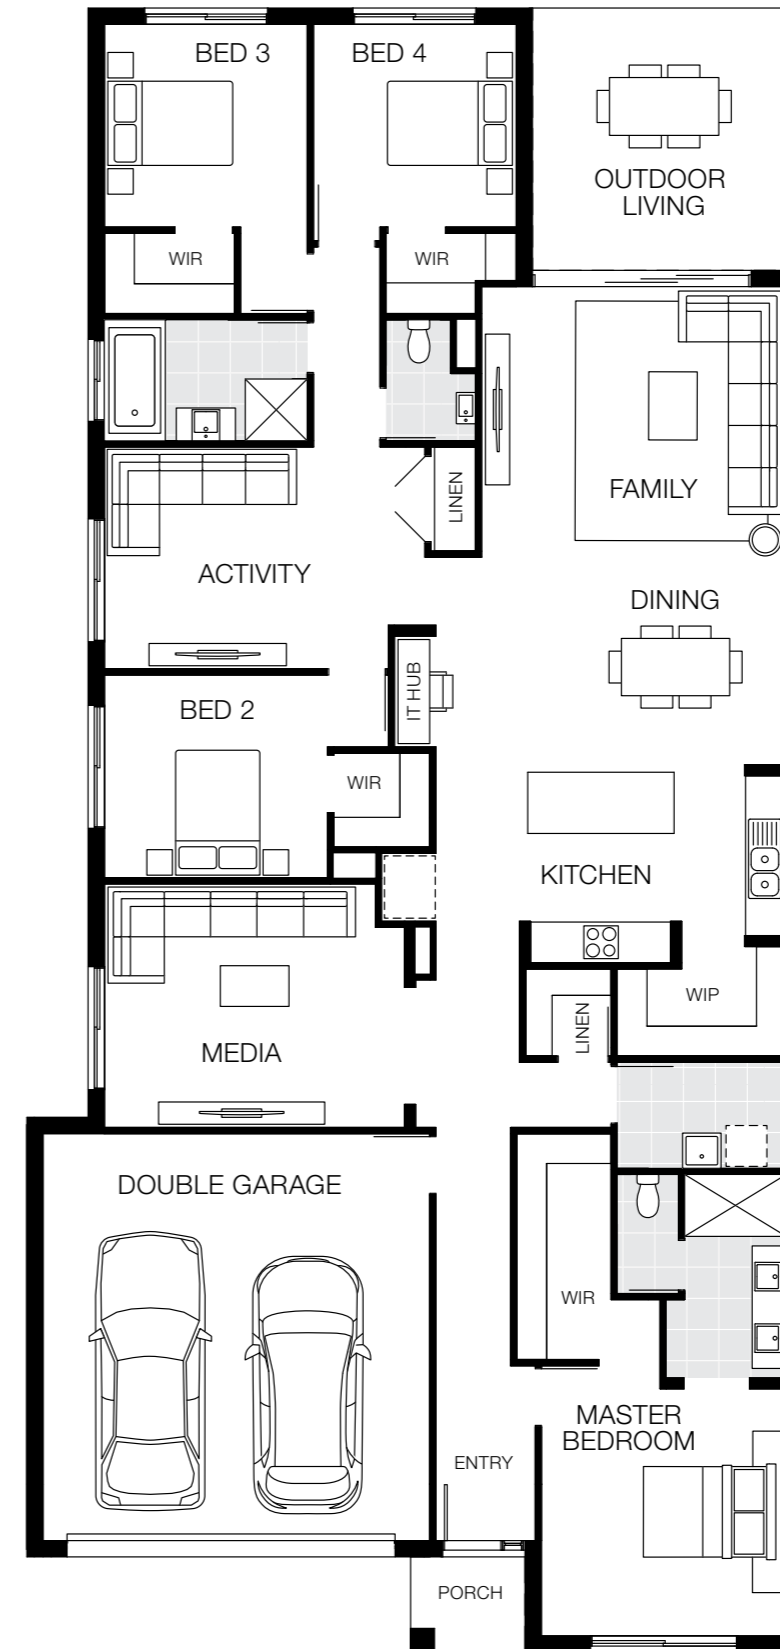 BED 3
BED 4
OUTDOOR
LIVING
WIR
WIR
LINEN
FAMILY
ACTIVITY
DINING
IT HUB
BED 2
WIR
KITCHEN
WIP
LINEN
MEDIA
DOUBLE GARAGE
WIR
MASTER
BEDROOM
ENTRY
PORCH